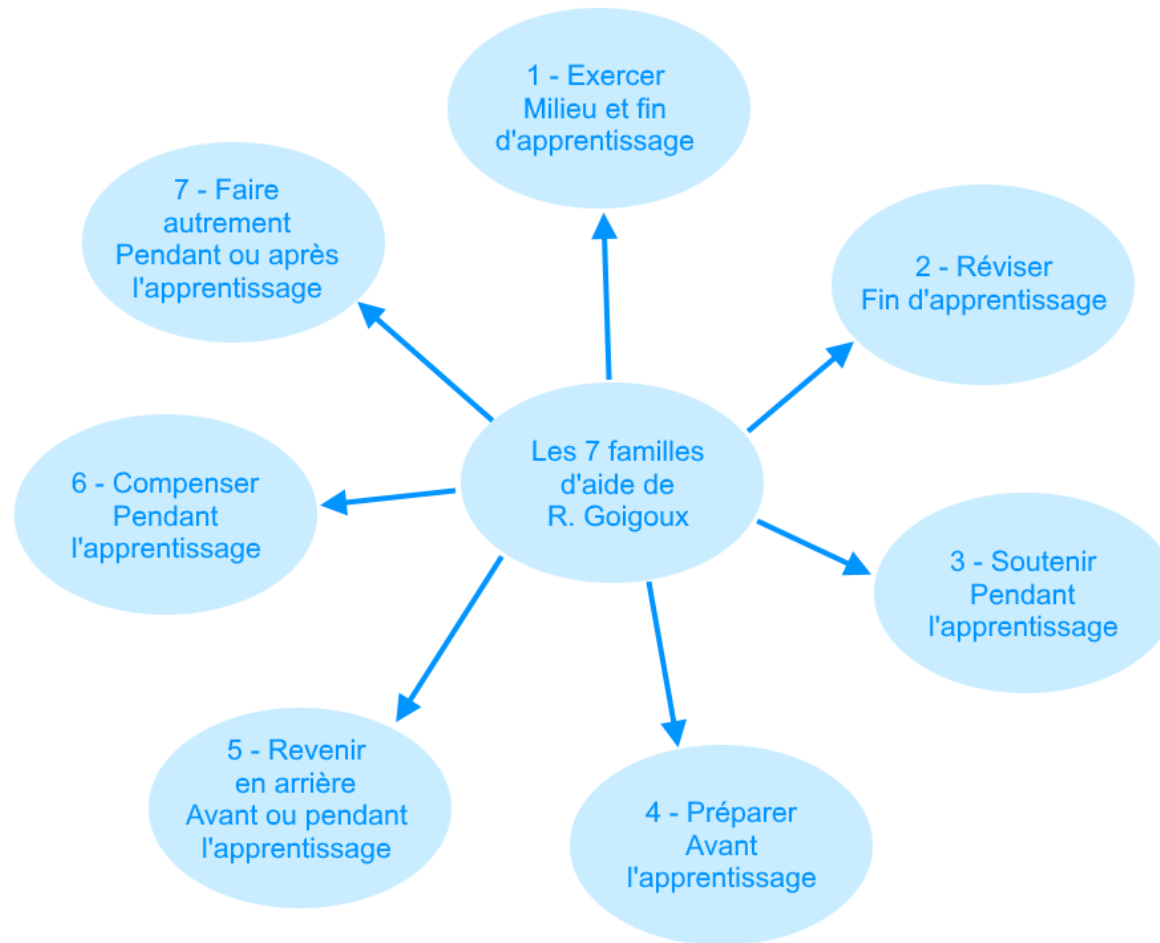 Les 7 familles
d'aide de
R. Goigoux
1 - Exercer
Milieu et fin
d'apprentissage
2 - Réviser
Fin d'apprentissage
3 - Soutenir
Pendant
l'apprentissage
4 - Préparer
Avant
l'apprentissage
5 - Revenir
en arrière
Avant ou pendant
l'apprentissage
6 - Compenser
Pendant
l'apprentissage
7 - Faire
autrement
Pendant ou après
l'apprentissage